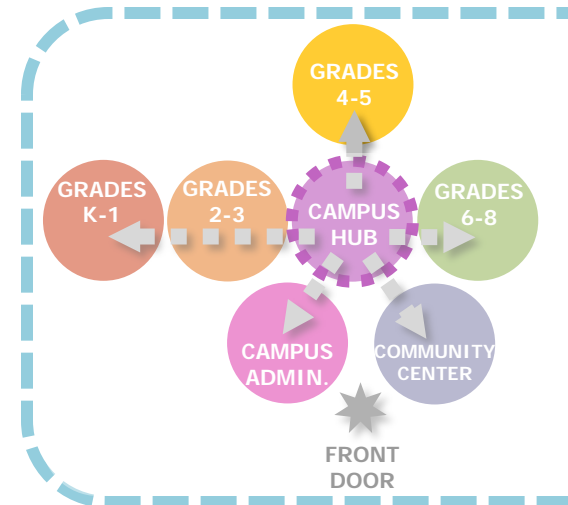 GRADES
4-5
GRADES
K-1
GRADES
2-3
CAMPUS
HUB
GRADES
6-8
CAMPUS
ADMIN.
COMMUNITY
CENTER
FRONT
DOOR